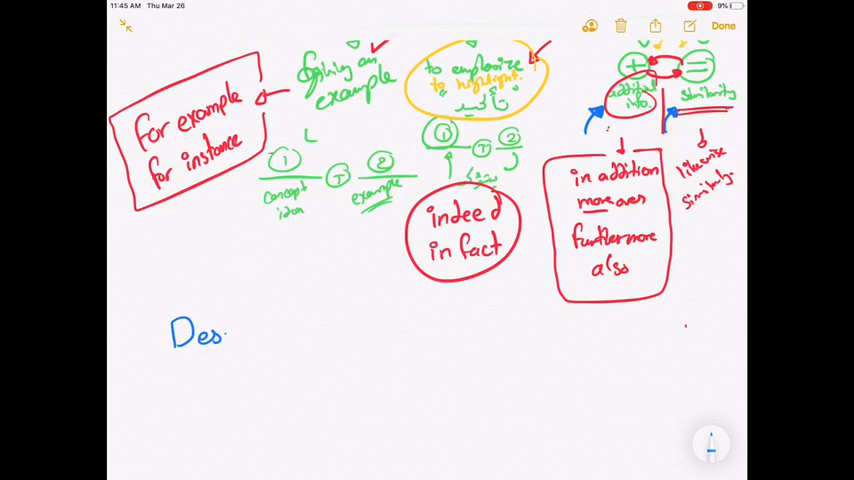 11:45 AM Thu Mar 26
9%
Done
Giving an
example
to emphasize
to highlight.
"تأكيد"
+
=
additional
info.
similarity
For example
for instance
1 T 2
concept
idea
example
1 T 2
indeed
in fact
in addition
more over
furthermore
also
likewise
similarly.
Des.